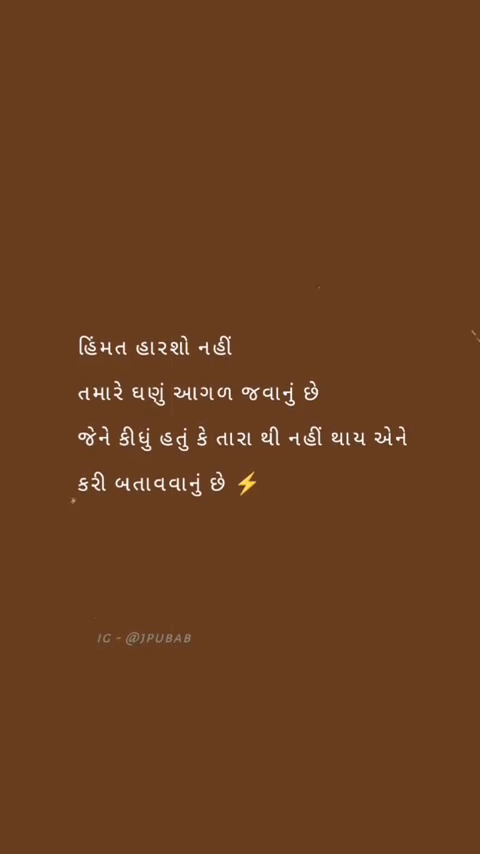 હિંમત હારશો નહીં
તમારે ઘણું આગળ જવાનું છે
જેને કીધું હતું કે તારા થી નહીં થાય એને
કરી બતાવવાનું છે ⚡
IG - @JPUBAB